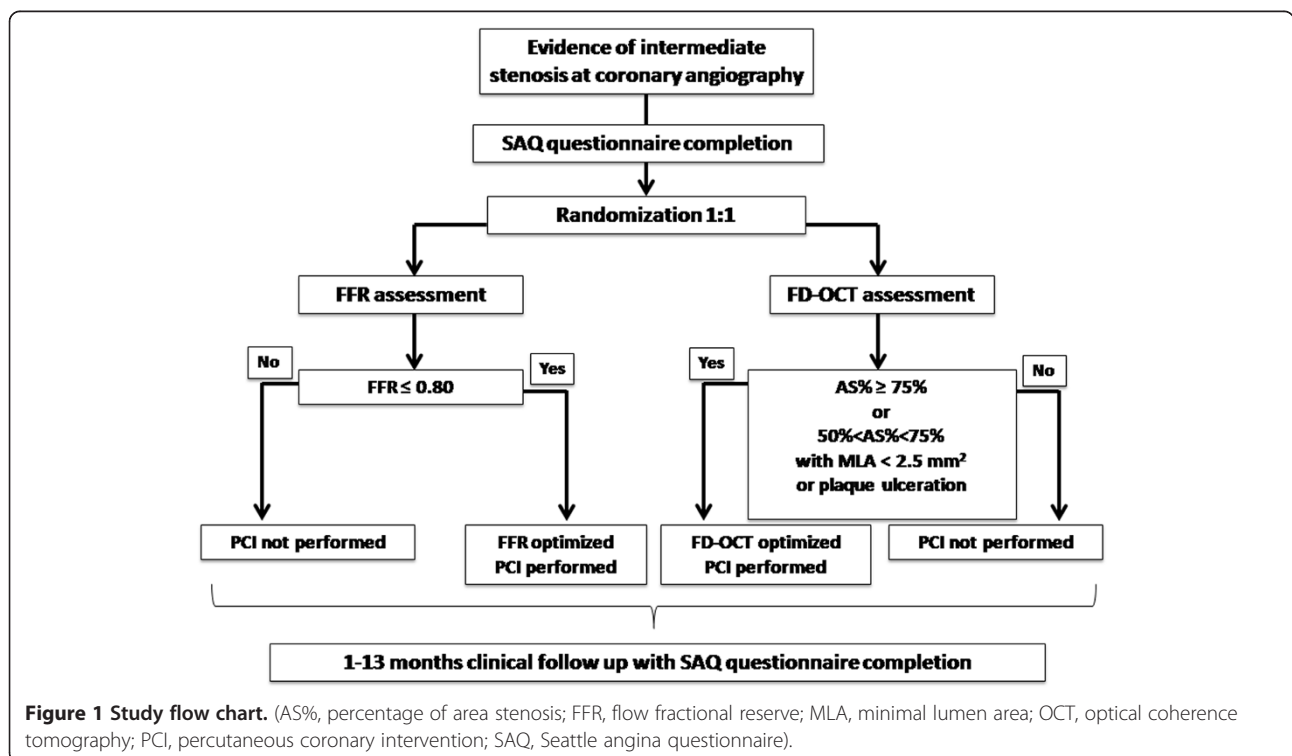 Evidence of intermediate
stenosis at coronary angiography
SAQ questionnaire completion
Randomization 1:1
FFR assessment
FD-OCT assessment
No
Yes
FFR ≤ 0.80
Yes
No
AS% ≥ 75%
or
50%<AS%<75%
with MLA < 2.5 mm²
or plaque ulceration
PCI not performed
FFR optimized
PCI performed
FD-OCT optimized
PCI performed
PCI not performed
1-13 months clinical follow up with SAQ questionnaire completion
Figure 1 Study flow chart. (AS%, percentage of area stenosis; FFR, flow fractional reserve; MLA, minimal lumen area; OCT, optical coherence
tomography; PCI, percutaneous coronary intervention; SAQ, Seattle angina questionnaire).